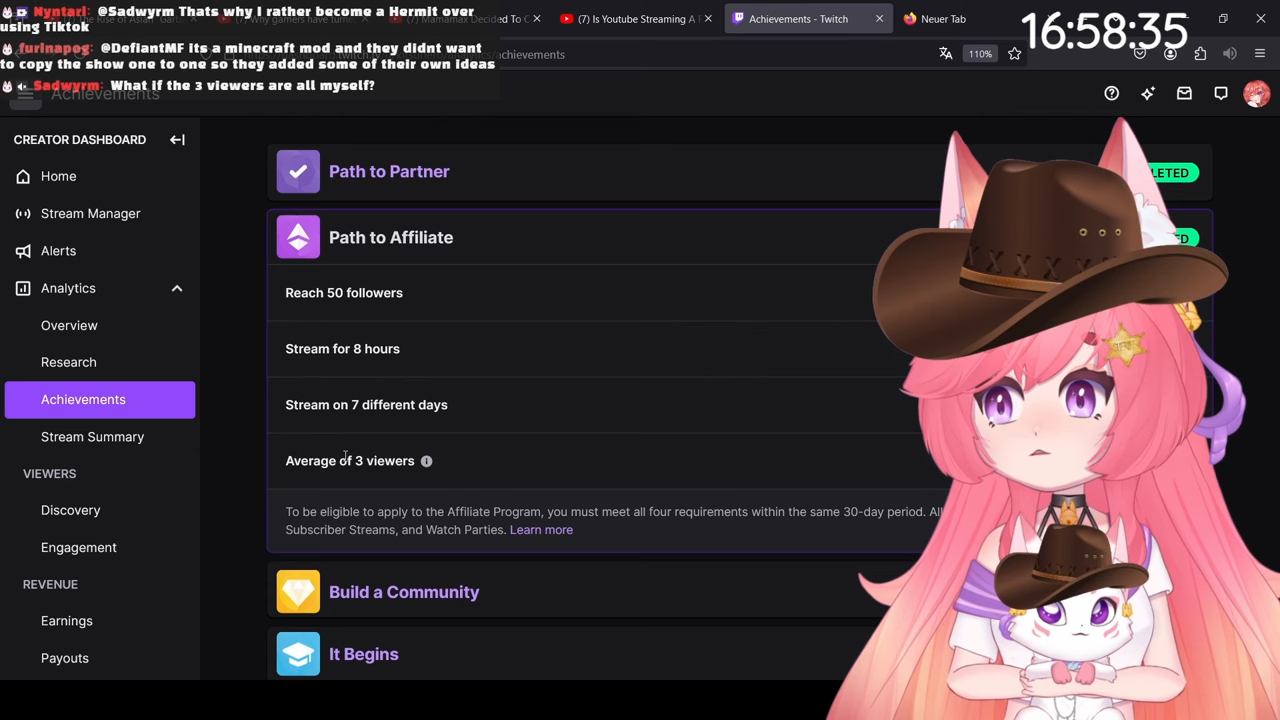 Nyntari: @Sadwyrm Thats why I rather become a Hermit over
using Tiktok
furinapog: @DefiantMF its a minecraft mod and they didnt want
to copy the show one to one so they added some of their own ideas
Sadwyrm: What if the 3 viewers are all myself?
(7) Is Youtube Streaming A
Achievements - Twitch
Neuer Tab
16:58:35
achievements
110%
Achievements
CREATOR DASHBOARD
Home
Stream Manager
Alerts
Analytics
Overview
Research
Achievements
Stream Summary
VIEWERS
Discovery
Engagement
REVENUE
Earnings
Payouts
Path to Partner
LETED
Path to Affiliate
ED
Reach 50 followers
Stream for 8 hours
Stream on 7 different days
Average of 3 viewers
To be eligible to apply to the Affiliate Program, you must meet all four requirements within the same 30-day period. All
Subscriber Streams, and Watch Parties. Learn more
Build a Community
It Begins